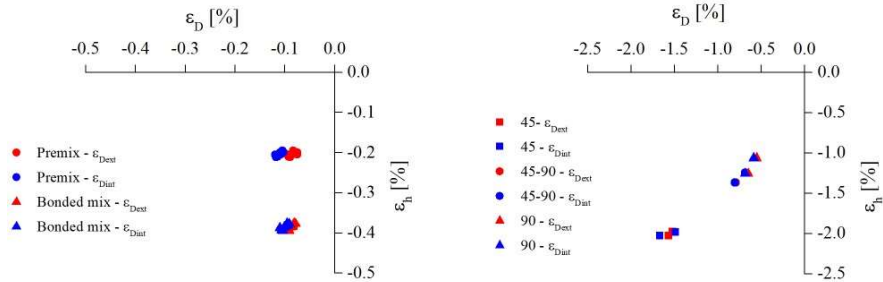 ε_D [%]
-0.5 -0.4 -0.3 -0.2 -0.1 0.0
0.0
-0.1
-0.2
-0.3
-0.4
-0.5
ε_h [%]
Premix - ε_Dext
Premix - ε_Dint
Bonded mix - ε_Dext
Bonded mix - ε_Dint
ε_D [%]
-2.5 -2.0 -1.5 -1.0 -0.5 0.0
0.0
-0.5
-1.0
-1.5
-2.0
-2.5
ε_h [%]
45- ε_Dext
45 - ε_Dint
45-90 - ε_Dext
45-90 - ε_Dint
90 - ε_Dext
90 - ε_Dint